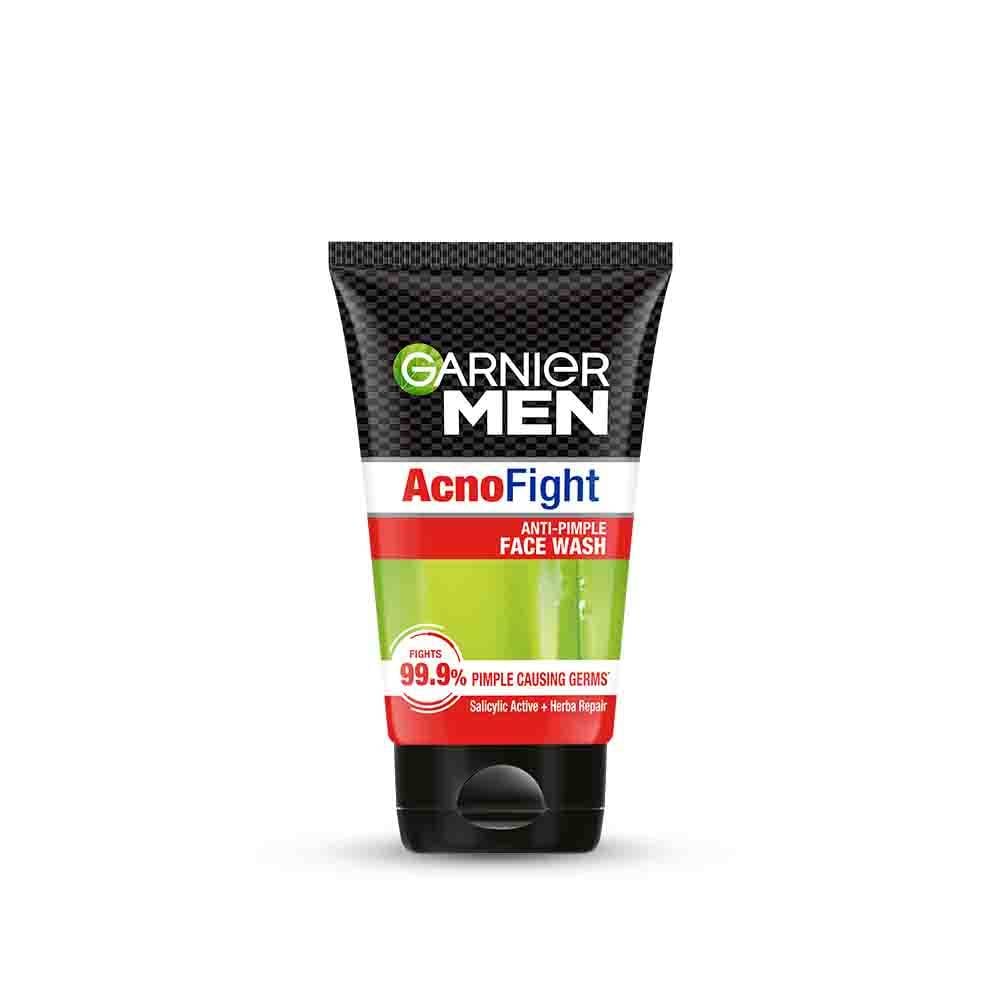 GARNIER
MEN
AcnoFight
ANTI-PIMPLE
FACE WASH
FIGHTS
99.9% PIMPLE CAUSING GERMS*
Salicylic Active + Herba Repair